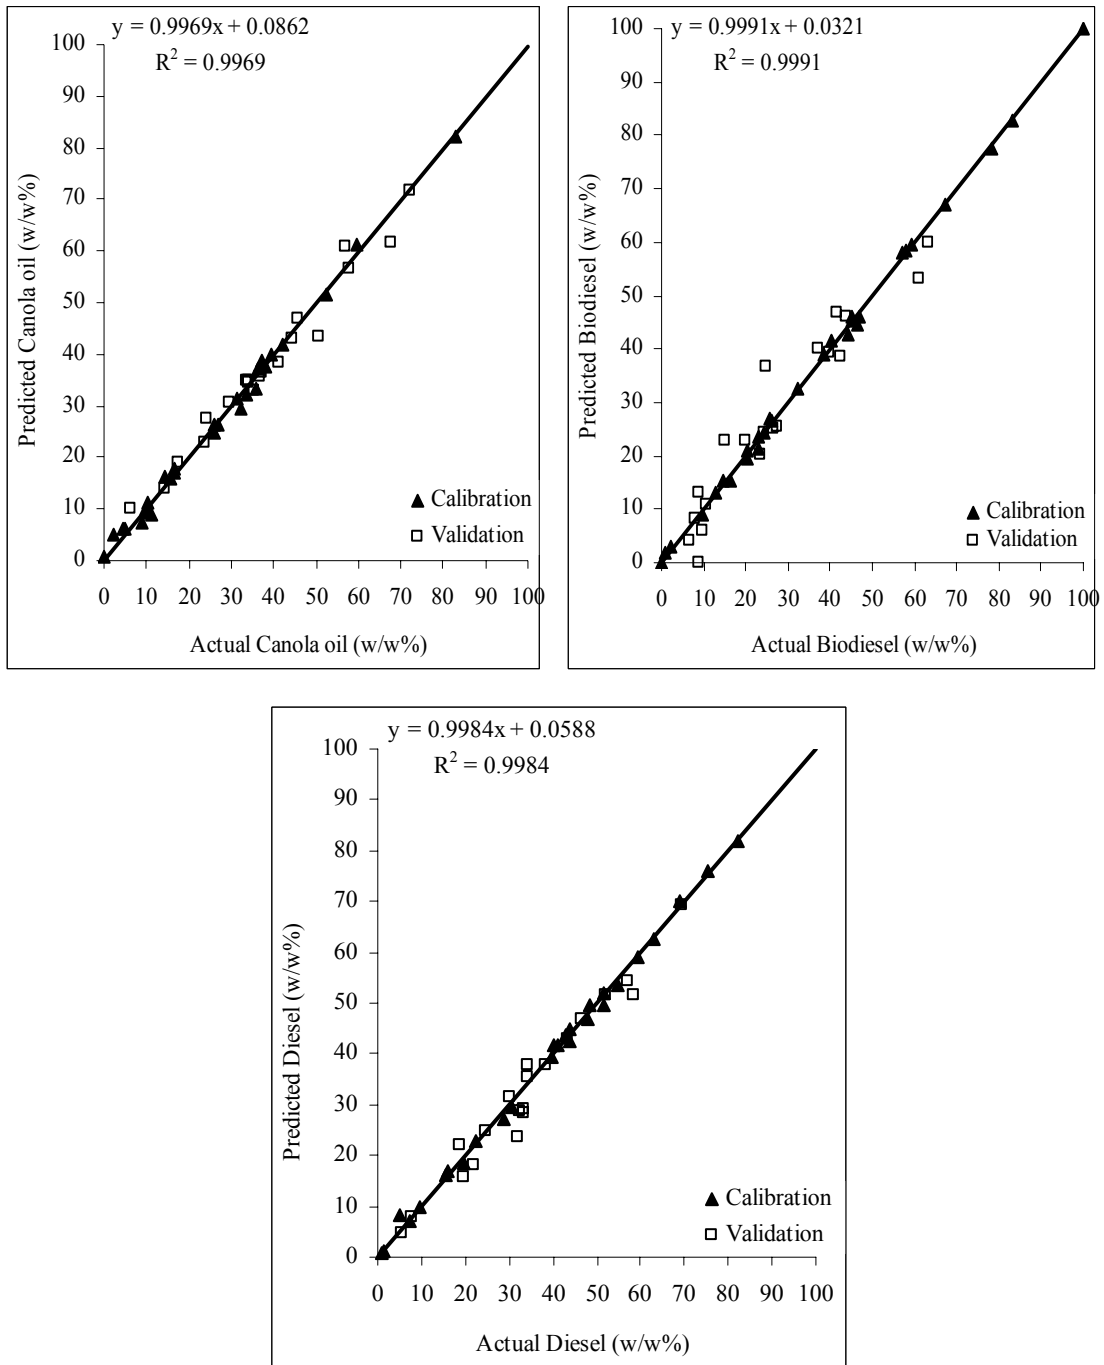 y = 0.9969x + 0.0862
R² = 0.9969
100
90
80
70
60
50
40
30
20
10
0
Predicted Canola oil (w/w%)
Calibration
Validation
0 10 20 30 40 50 60 70 80 90 100
Actual Canola oil (w/w%)
y = 0.9991x + 0.0321
R² = 0.9991
100
90
80
70
60
50
40
30
20
10
0
Predicted Biodiesel (w/w%)
Calibration
Validation
0 10 20 30 40 50 60 70 80 90 100
Actual Biodiesel (w/w%)
y = 0.9984x + 0.0588
R² = 0.9984
100
90
80
70
60
50
40
30
20
10
0
Predicted Diesel (w/w%)
Calibration
Validation
0 10 20 30 40 50 60 70 80 90 100
Actual Diesel (w/w%)